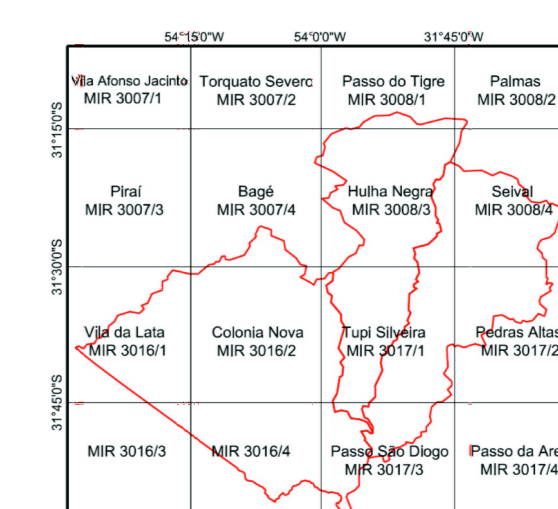 54°15'0"W 54°0'0"W 31°45'0"W
Vila Afonso Jacinto Torquato Severo Passo do Tigre Palmas
MIR 3007/1 MIR 3007/2 MIR 3008/1 MIR 3008/2
31°15'0"S
Piraí Bagé Hulha Negra Seival
MIR 3007/3 MIR 3007/4 MIR 3008/3 MIR 3008/4
31°30'0"S
Vila da Lata Colonia Nova Tupi Silveira Pedras Altas
MIR 3016/1 MIR 3016/2 MIR 3017/1 MIR 3017/2
31°45'0"S
MIR 3016/3 MIR 3016/4 Passo São Diogo Passo da Are
MIR 3017/3 MIR 3017/4